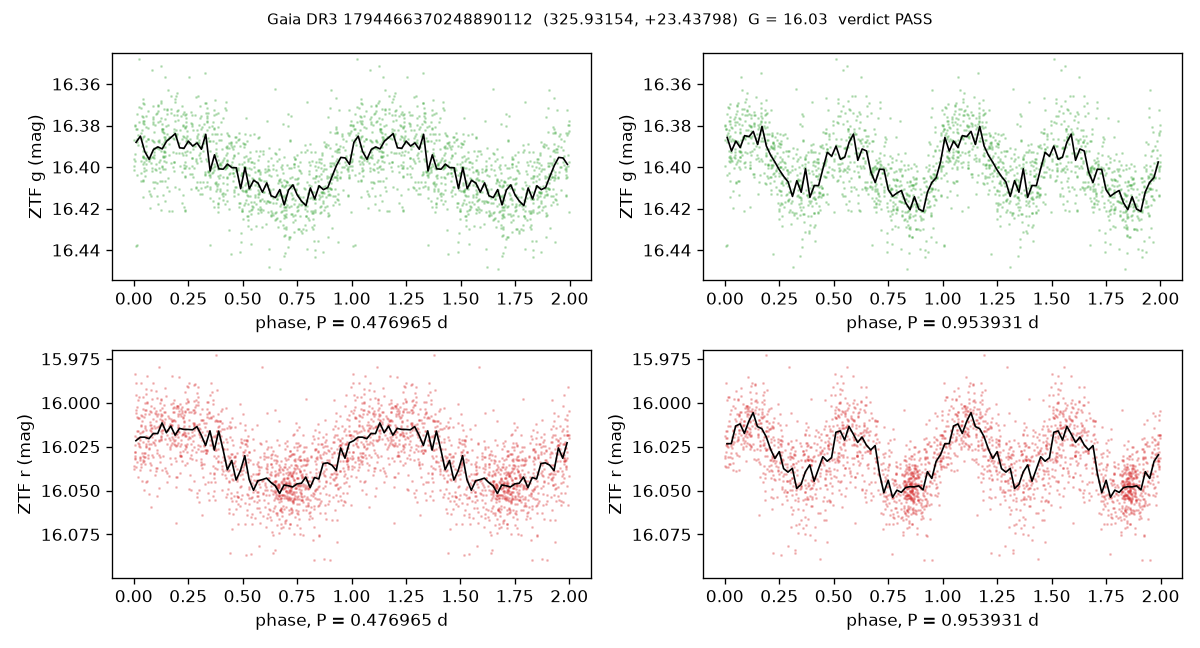 Gaia DR3 1794466370248890112  (325.93154, +23.43798)  G = 16.03  verdict PASS
ZTF g (mag)
16.36
16.38
16.40
16.42
16.44
0.00 0.25 0.50 0.75 1.00 1.25 1.50 1.75 2.00
phase, P = 0.476965 d
ZTF g (mag)
16.36
16.38
16.40
16.42
16.44
0.00 0.25 0.50 0.75 1.00 1.25 1.50 1.75 2.00
phase, P = 0.953931 d
ZTF r (mag)
15.975
16.000
16.025
16.050
16.075
0.00 0.25 0.50 0.75 1.00 1.25 1.50 1.75 2.00
phase, P = 0.476965 d
ZTF r (mag)
15.975
16.000
16.025
16.050
16.075
0.00 0.25 0.50 0.75 1.00 1.25 1.50 1.75 2.00
phase, P = 0.953931 d